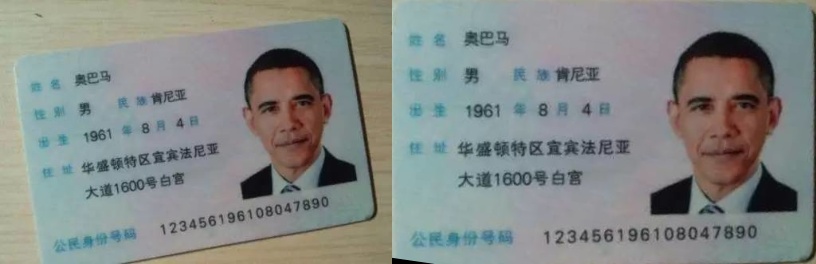 姓名 奥巴马
性别 男 民族 肯尼亚
出生 1961 年 8 月 4 日
住址 华盛顿特区宜宾法尼亚
大道1600号白宫
公民身份号码 123456196108047890
姓名 奥巴马
性别 男 民族 肯尼亚
出生 1961 年 8 月 4 日
住址 华盛顿特区宜宾法尼亚
大道1600号白宫
公民身份号码 123456196108047890